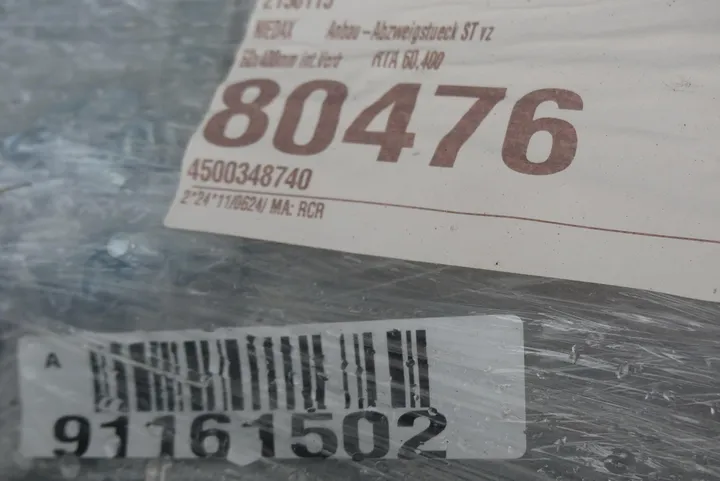 NIEDAX Anbau-Abzweigstueck ST vz
60x400mm int.Verb RTA 60.400
80476
4500348740
2*24*11/0624/ MA: RCR
A
91161502